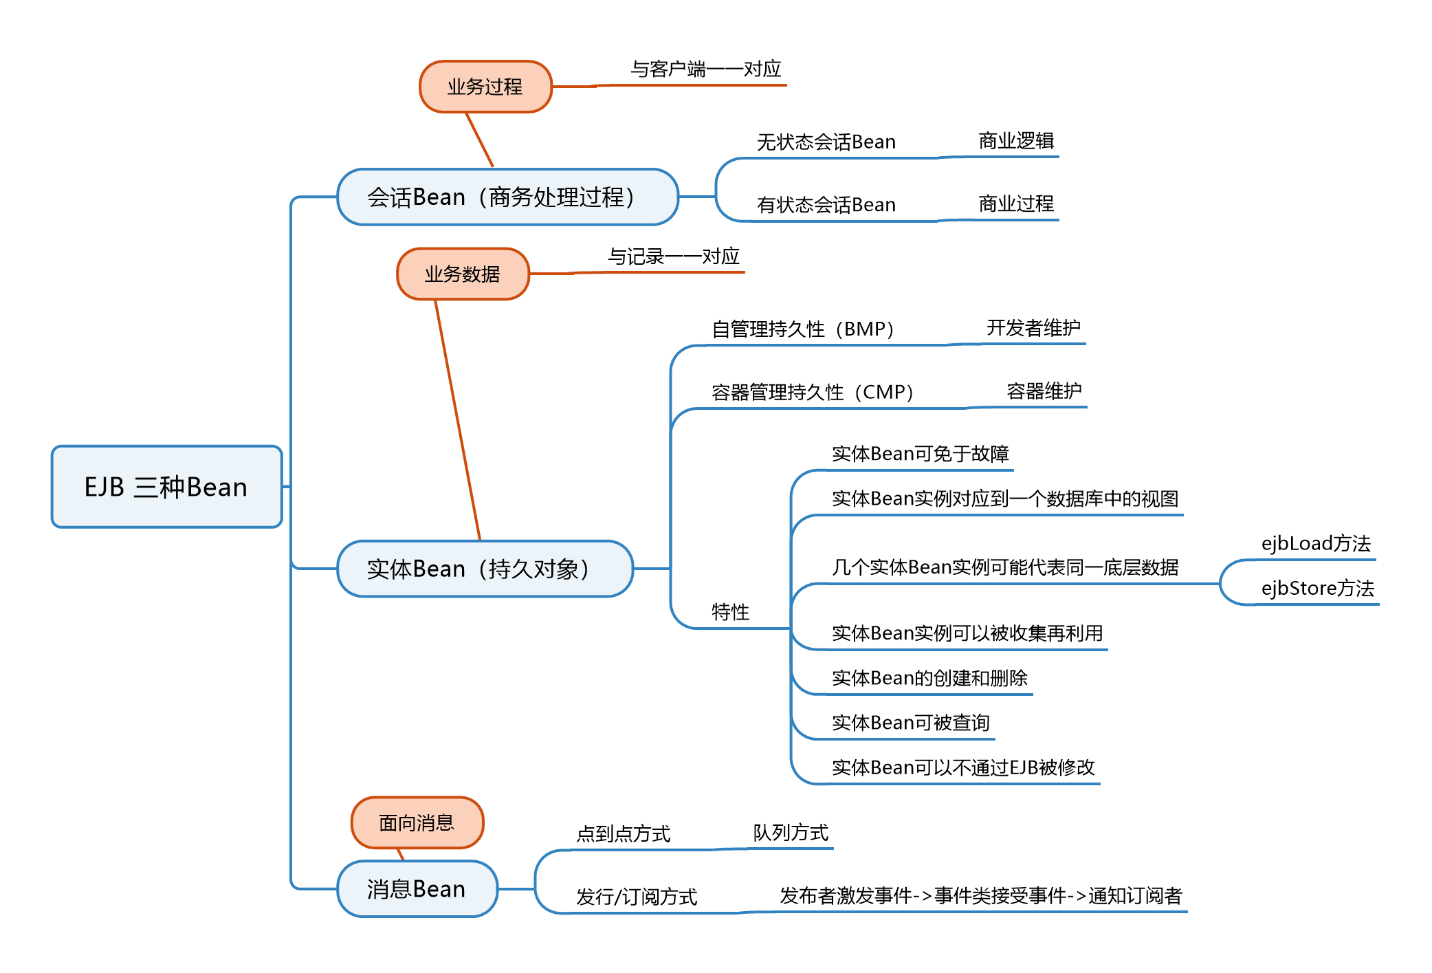 业务过程
与客户端一一对应
会话Bean（商务处理过程）
无状态会话Bean
商业逻辑
有状态会话Bean
商业过程
业务数据
与记录一一对应
自管理持久性（BMP）
开发者维护
容器管理持久性（CMP）
容器维护
EJB 三种Bean
实体Bean（持久对象）
特性
实体Bean可免于故障
实体Bean实例对应到一个数据库中的视图
几个实体Bean实例可能代表同一底层数据
ejbLoad方法
ejbStore方法
实体Bean实例可以被收集再利用
实体Bean的创建和删除
实体Bean可被查询
实体Bean可以不通过EJB被修改
面向消息
消息Bean
点到点方式
队列方式
发行/订阅方式
发布者激发事件->事件类接受事件->通知订阅者